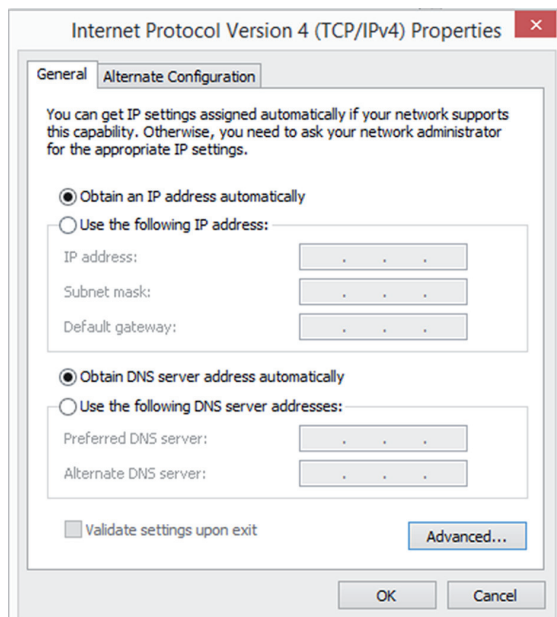 Internet Protocol Version 4 (TCP/IPv4) Properties
General
Alternate Configuration
You can get IP settings assigned automatically if your network supports
this capability. Otherwise, you need to ask your network administrator
for the appropriate IP settings.
Obtain an IP address automatically
Use the following IP address:
IP address:
Subnet mask:
Default gateway:
Obtain DNS server address automatically
Use the following DNS server addresses:
Preferred DNS server:
Alternate DNS server:
Validate settings upon exit
Advanced...
OK
Cancel